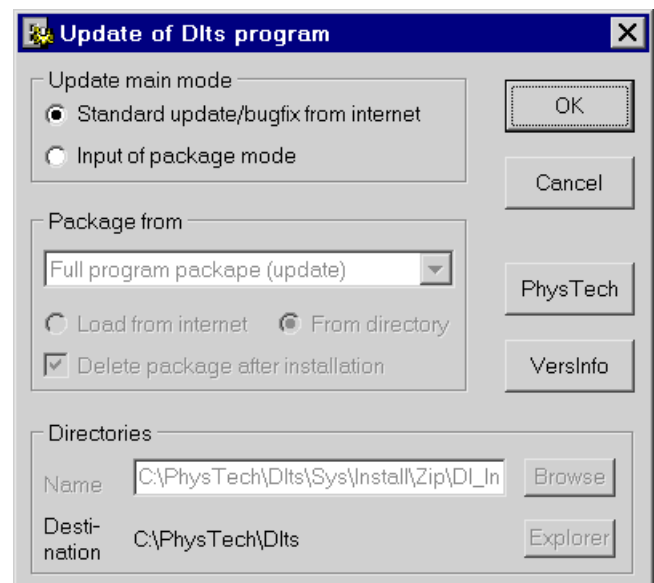 Update of Dlts program
Update main mode
Standard update/bugfix from internet
Input of package mode
OK
Cancel
Package from
Full program packape (update)
Load from internet From directory
Delete package after installation
PhysTech
VersInfo
Directories
Name C:\PhysTech\Dlts\Sys\Install\Zip\Dl_In Browse
Desti-
nation C:\PhysTech\Dlts Explorer